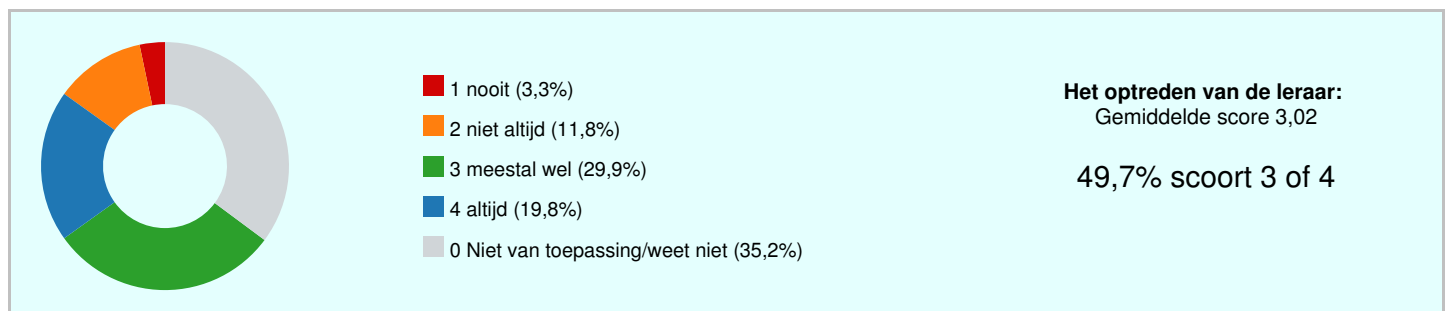 1 nooit (3,3%)
2 niet altijd (11,8%)
3 meestal wel (29,9%)
4 altijd (19,8%)
0 Niet van toepassing/weet niet (35,2%)
Het optreden van de leraar:
Gemiddelde score 3,02
49,7% scoort 3 of 4